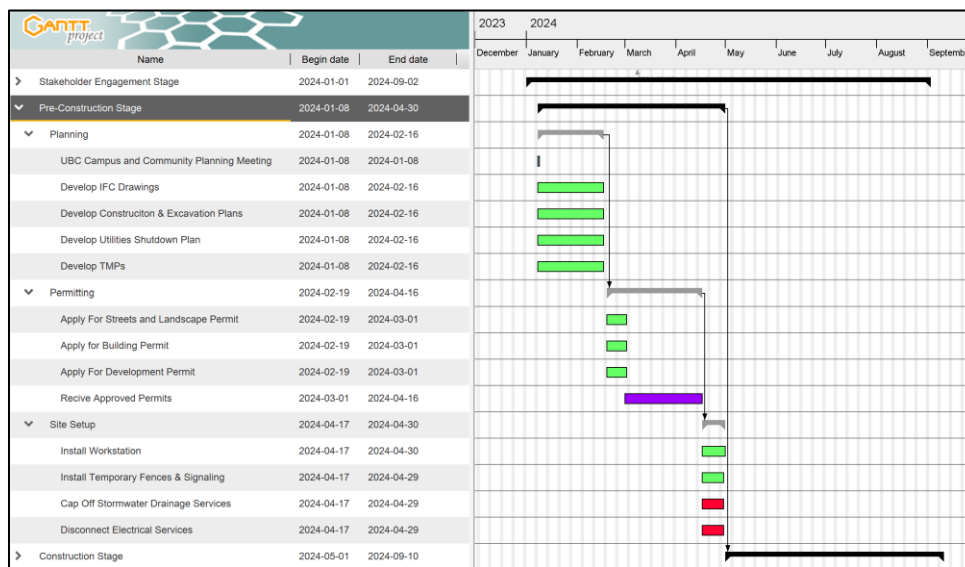 GANTT
project
2023 2024
Name Begin date End date December January February March April May June July August Septemb
Stakeholder Engagement Stage 2024-01-01 2024-09-02
Pre-Construction Stage 2024-01-08 2024-04-30
Planning 2024-01-08 2024-02-16
UBC Campus and Community Planning Meeting 2024-01-08 2024-01-08
Develop IFC Drawings 2024-01-08 2024-02-16
Develop Construciton & Excavation Plans 2024-01-08 2024-02-16
Develop Utilities Shutdown Plan 2024-01-08 2024-02-16
Develop TMPs 2024-01-08 2024-02-16
Permitting 2024-02-19 2024-04-16
Apply For Streets and Landscape Permit 2024-02-19 2024-03-01
Apply for Building Permit 2024-02-19 2024-03-01
Apply For Development Permit 2024-02-19 2024-03-01
Recive Approved Permits 2024-03-01 2024-04-16
Site Setup 2024-04-17 2024-04-30
Install Workstation 2024-04-17 2024-04-30
Install Temporary Fences & Signaling 2024-04-17 2024-04-29
Cap Off Stormwater Drainage Services 2024-04-17 2024-04-29
Disconnect Electrical Services 2024-04-17 2024-04-29
Construction Stage 2024-05-01 2024-09-10